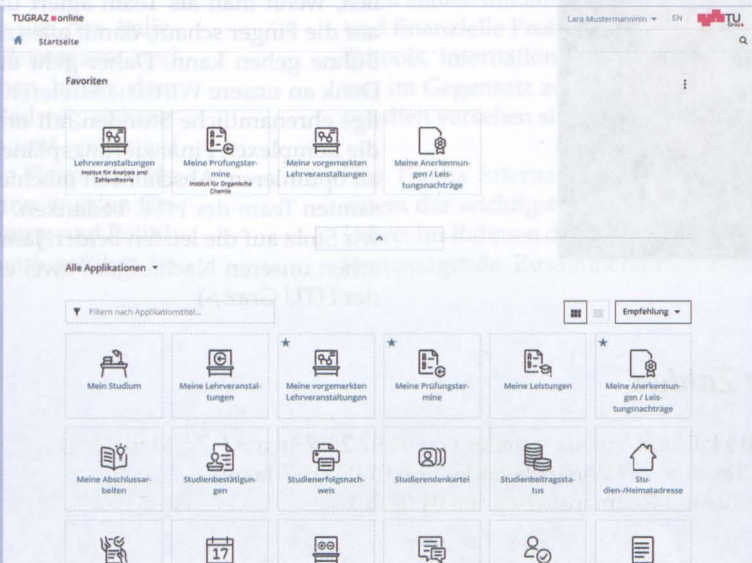 TUGRAZ online
Lara Mustermanninin
EN
TU
Graz
Startseite
Favoriten
Lehrveranstaltungen
Institut für Analysis und
Zahlentheorie
Meine Prüfungster-
mine
Institut für Organische
Chemie
Meine vorgemerkten
Lehrveranstaltungen
Meine Anerkennun-
gen / Leis-
tungsnachträge
Alle Applikationen
Filtern nach Applikationstitel...
Empfehlung
Mein Studium
Meine Lehrveranstal-
tungen
Meine vorgemerkten
Lehrveranstaltungen
Meine Prüfungster-
mine
Meine Leistungen
Meine Anerkennun-
gen / Leis-
tungsnachträge
Meine Abschlussar-
beiten
Studienbestätigun-
gen
Studienerfolgsnach-
weis
Studierendenkartei
Studienbeitragssta-
tus
Stu-
dien-/Heimatadresse
17